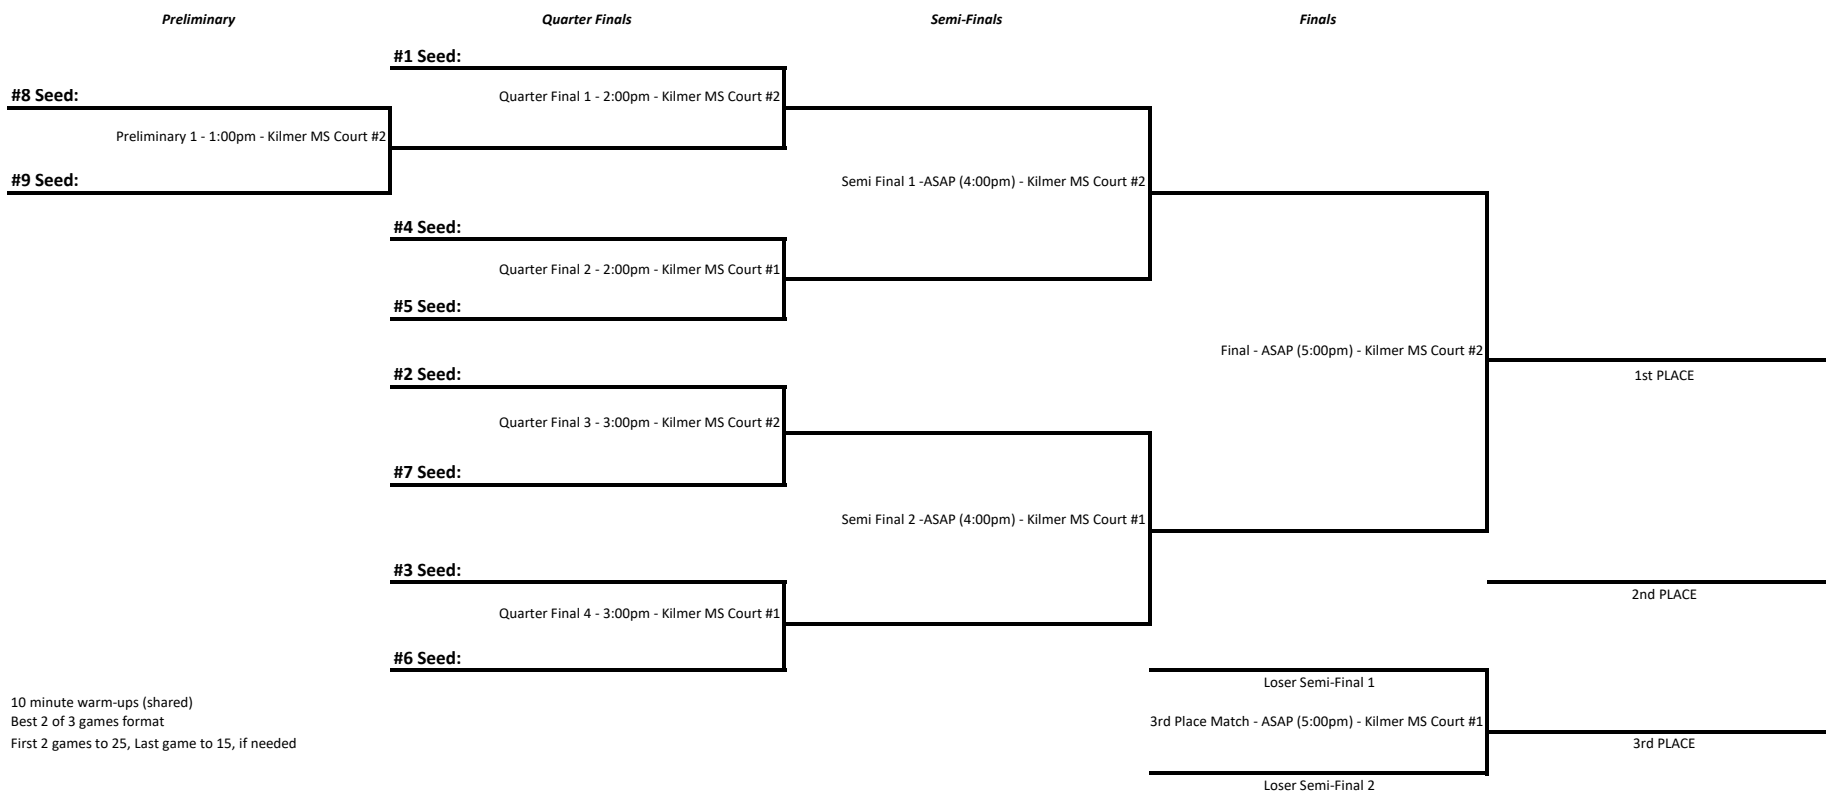 Preliminary
Quarter Finals
Semi-Finals
Finals
#1 Seed:
#8 Seed:
Quarter Final 1 - 2:00pm - Kilmer MS Court #2
Preliminary 1 - 1:00pm - Kilmer MS Court #2
#9 Seed:
Semi Final 1 -ASAP (4:00pm) - Kilmer MS Court #2
#4 Seed:
Quarter Final 2 - 2:00pm - Kilmer MS Court #1
#5 Seed:
Final - ASAP (5:00pm) - Kilmer MS Court #2
#2 Seed:
1st PLACE
Quarter Final 3 - 3:00pm - Kilmer MS Court #2
#7 Seed:
Semi Final 2 -ASAP (4:00pm) - Kilmer MS Court #1
#3 Seed:
2nd PLACE
Quarter Final 4 - 3:00pm - Kilmer MS Court #1
#6 Seed:
Loser Semi-Final 1
10 minute warm-ups (shared)
Best 2 of 3 games format
3rd Place Match - ASAP (5:00pm) - Kilmer MS Court #1
First 2 games to 25, Last game to 15, if needed
3rd PLACE
Loser Semi-Final 2